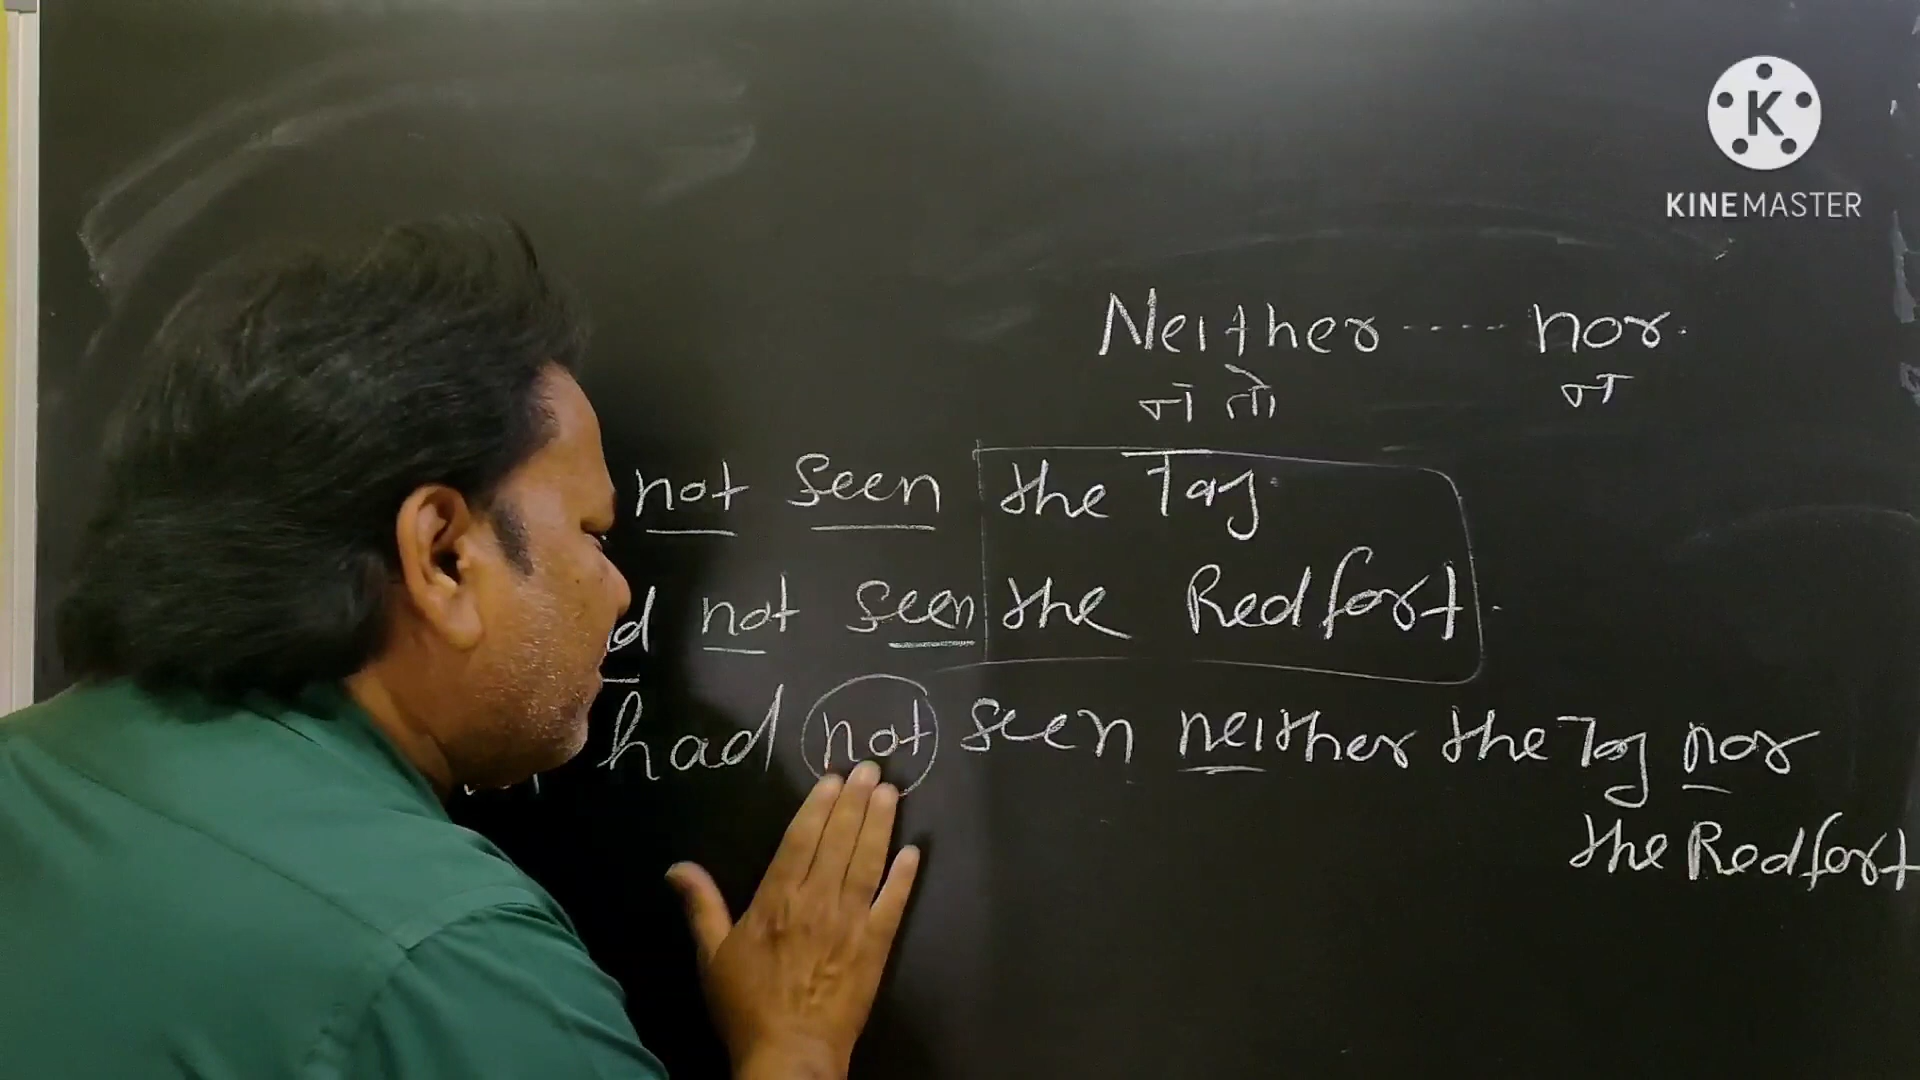 K
KINEMASTER
Neither ---- nor.
न तो न
not seen the Taj.
not seen the Redfort.
had not seen neither the Taj nor
the Redfort